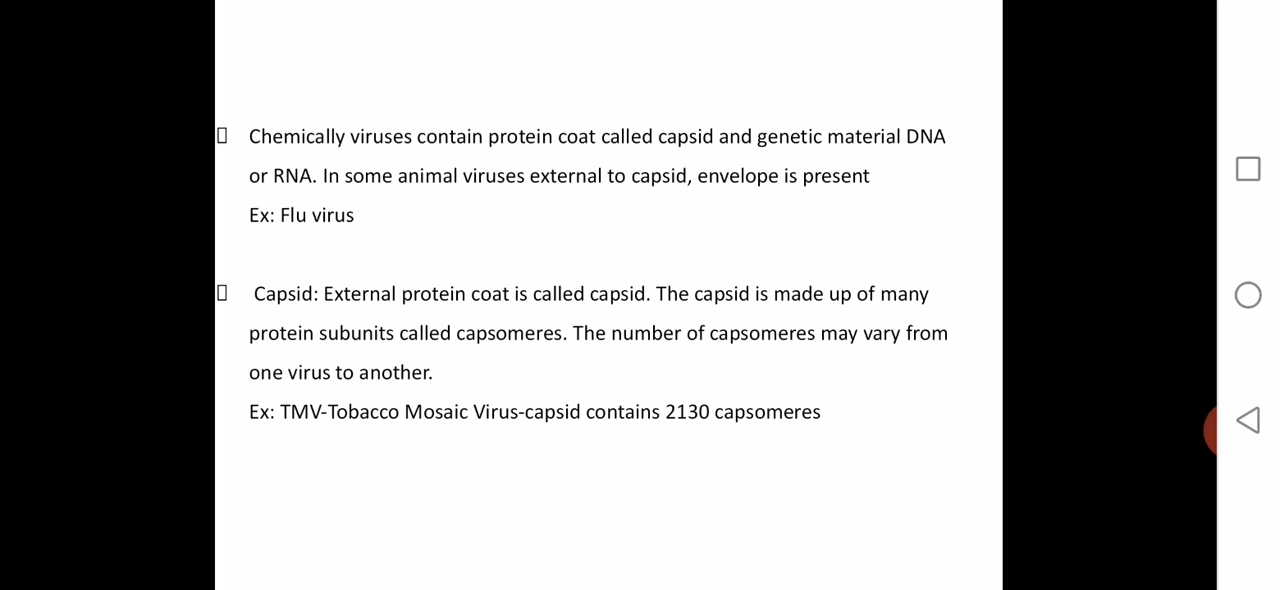 Chemically viruses contain protein coat called capsid and genetic material DNA
or RNA. In some animal viruses external to capsid, envelope is present
Ex: Flu virus
Capsid: External protein coat is called capsid. The capsid is made up of many
protein subunits called capsomeres. The number of capsomeres may vary from
one virus to another.
Ex: TMV-Tobacco Mosaic Virus-capsid contains 2130 capsomeres